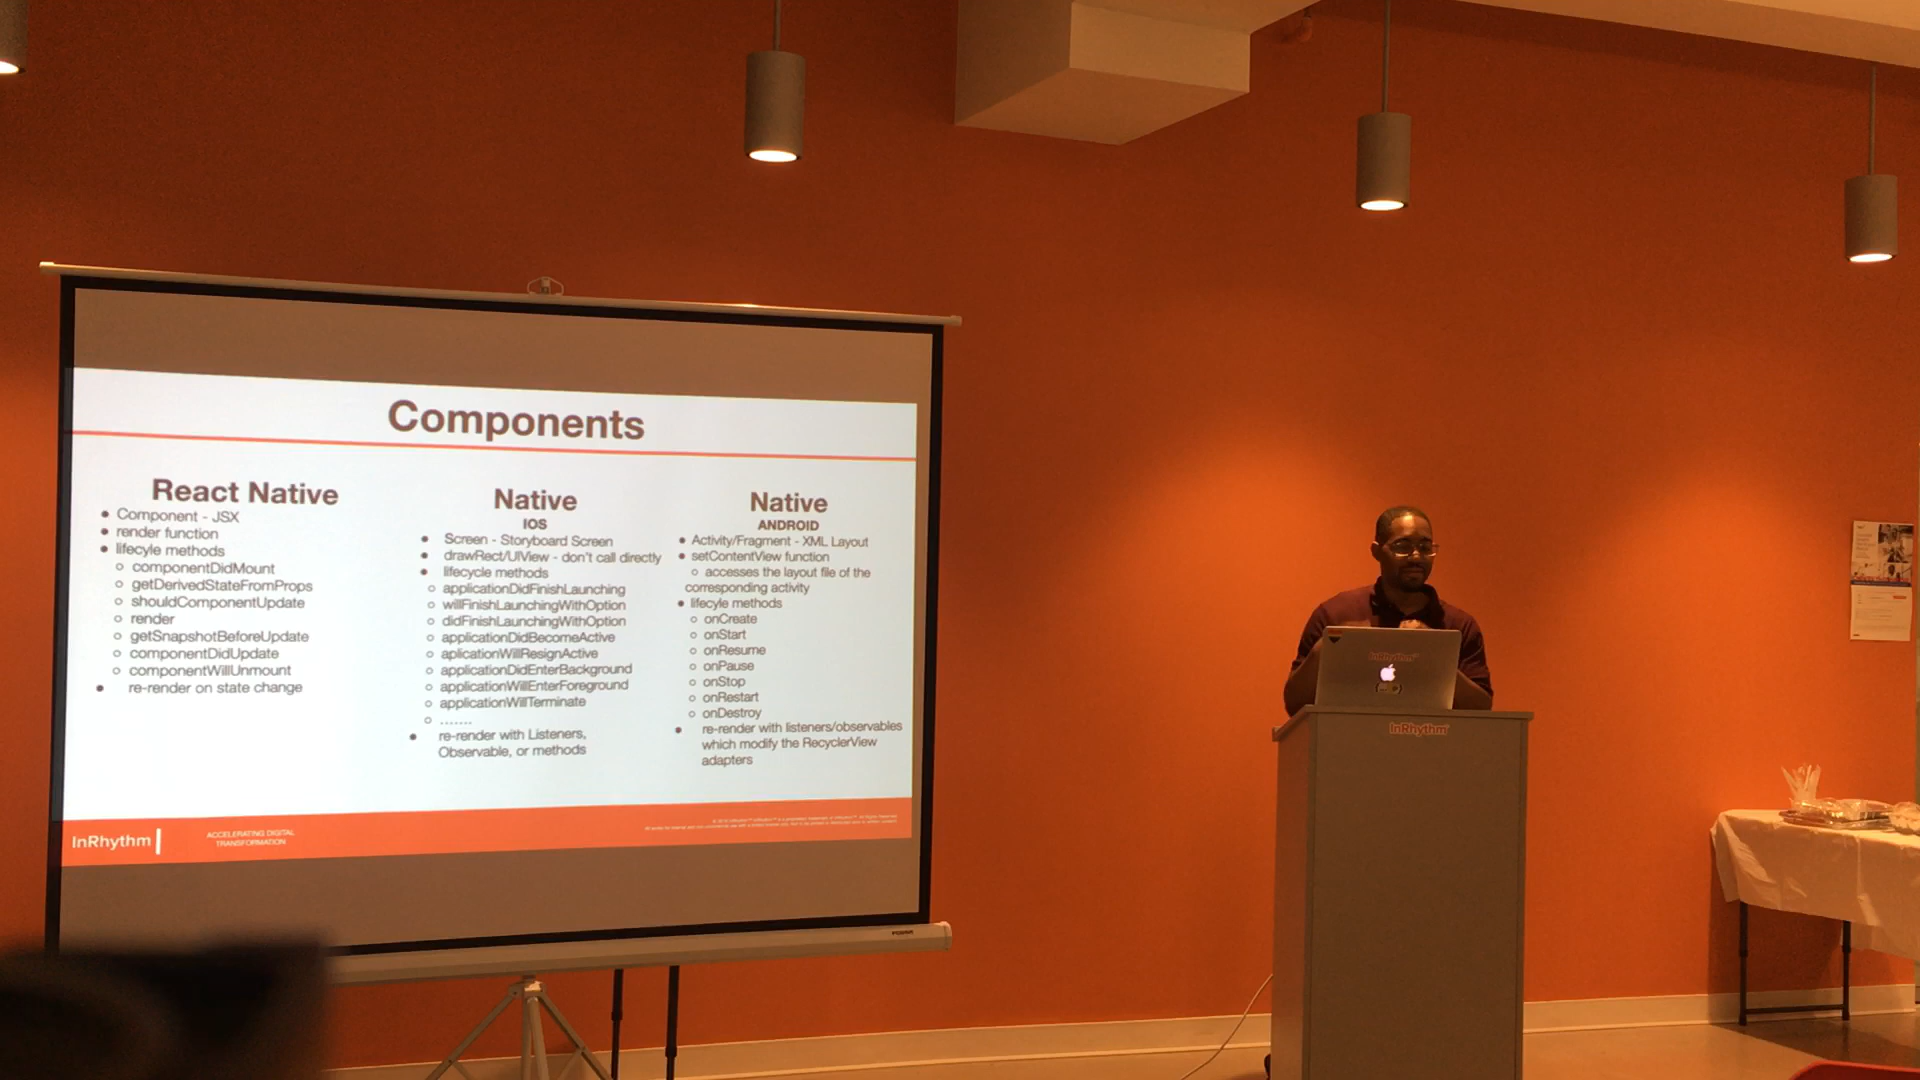 Components
React Native
• Component - JSX
• render function
• lifecyle methods
○ componentDidMount
○ getDerivedStateFromProps
○ shouldComponentUpdate
○ render
○ getSnapshotBeforeUpdate
○ componentDidUpdate
○ componentWillUnmount
• re-render on state change
Native
IOS
• Screen - Storyboard Screen
• drawRect/UIView - don't call directly
• lifecycle methods
○ applicationDidFinishLaunching
○ willFinishLaunchingWithOption
○ didFinishLaunchingWithOption
○ applicationDidBecomeActive
○ aplicationWillResignActive
○ applicationDidEnterBackground
○ applicationWillEnterForeground
○ applicationWillTerminate
○ .......
• re-render with Listeners,
Observable, or methods
Native
ANDROID
• Activity/Fragment - XML Layout
• setContentView function
○ accesses the layout file of the
corresponding activity
• lifecyle methods
○ onCreate
○ onStart
○ onResume
○ onPause
○ onStop
○ onRestart
○ onDestroy
• re-render with listeners/observables
which modify the RecyclerView
adapters
InRhythm
ACCELERATING DIGITAL
TRANSFORMATION
InRhythm
InRhythm